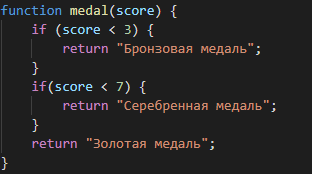 function medal(score) {
    if (score < 3) {
        return "Бронзовая медаль";
    }
    if(score < 7) {
        return "Серебренная медаль";
    }
    return "Золотая медаль";
}